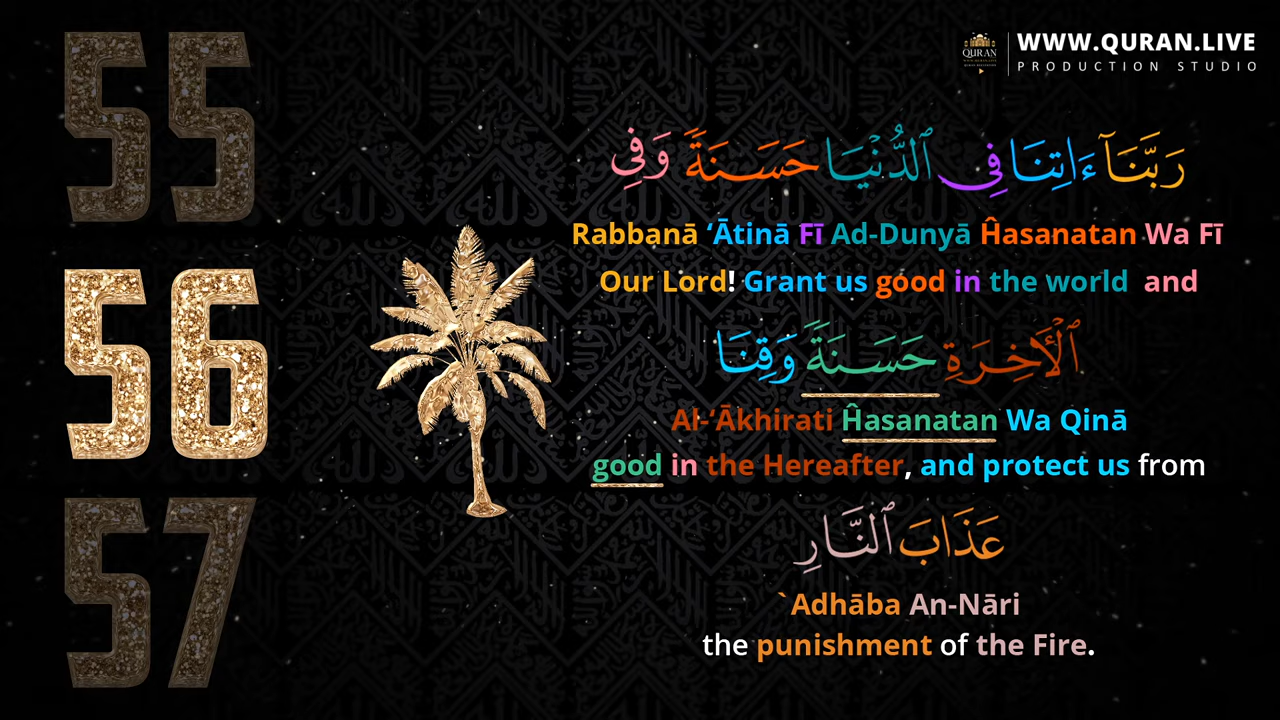 55
56
57
QURAN
WWW.QURAN.LIVE
PRODUCTION STUDIO
رَبَّنَآ ءَاتِنَا فِي ٱلدُّنۡيَا حَسَنَةٗ وَفِي
Rabbanā ‘Ātinā Fī Ad-Dunyā Ĥasanatan Wa Fī
Our Lord! Grant us good in the world and
ٱلۡأٓخِرَةِ حَسَنَةٗ وَقِنَا
Al-‘Ākhirati Ĥasanatan Wa Qinā
good in the Hereafter, and protect us from
عَذَابَ ٱلنَّارِ
`Adhāba An-Nāri
the punishment of the Fire.